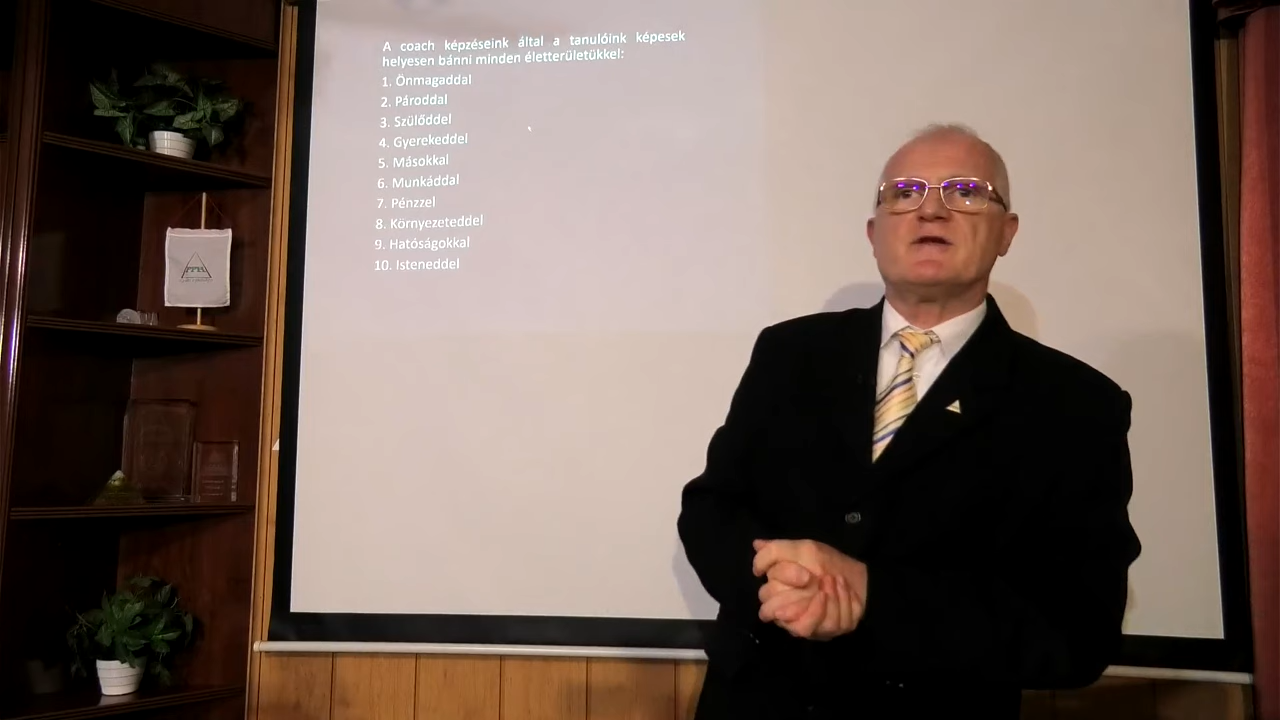 A coach képzéseink által a tanulóink képesek
helyesen bánni minden életterületükkel:
1. Önmagaddal
2. Pároddal
3. Szülőddel
4. Gyerekeddel
5. Másokkal
6. Munkáddal
7. Pénzzel
8. Környezeteddel
9. Hatóságokkal
10. Isteneddel